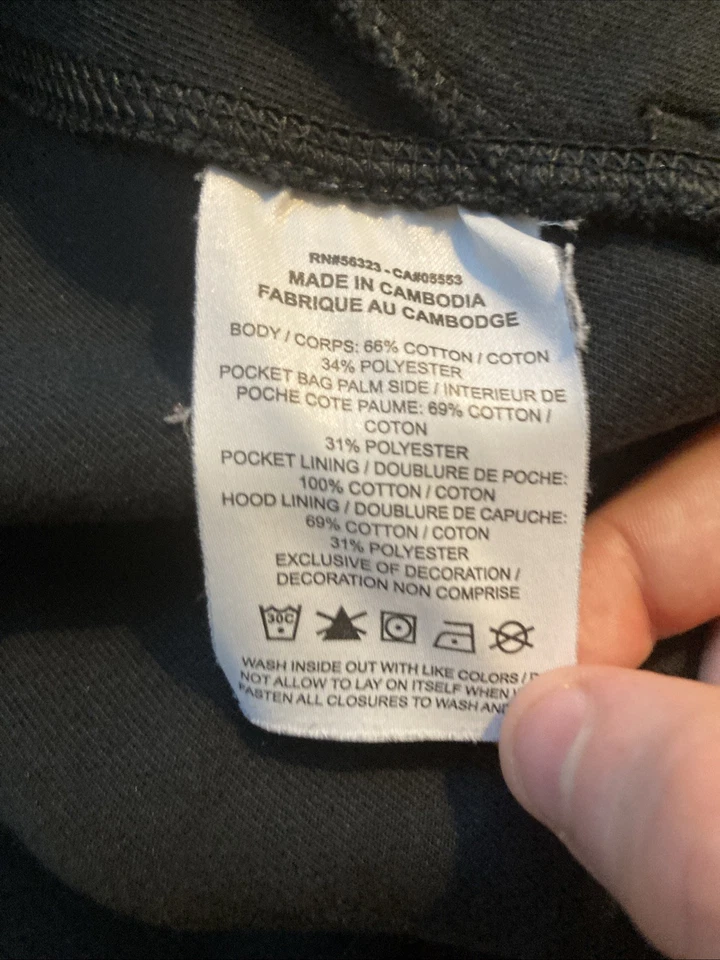 RN#56323 - CA#05553
MADE IN CAMBODIA
FABRIQUE AU CAMBODGE
BODY / CORPS: 66% COTTON / COTON
34% POLYESTER
POCKET BAG PALM SIDE / INTERIEUR DE
POCHE COTE PAUME: 69% COTTON /
COTON
31% POLYESTER
POCKET LINING / DOUBLURE DE POCHE:
100% COTTON / COTON
HOOD LINING / DOUBLURE DE CAPUCHE:
69% COTTON / COTON
31% POLYESTER
EXCLUSIVE OF DECORATION /
DECORATION NON COMPRISE
30C
WASH INSIDE OUT WITH LIKE COLORS /
NOT ALLOW TO LAY ON ITSELF WHEN
FASTEN ALL CLOSURES TO WASH AND